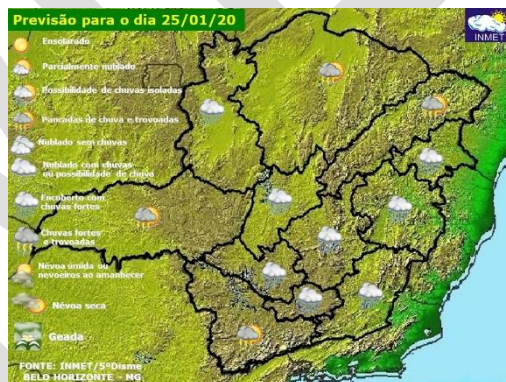 Previsão para o dia 25/01/20
INMET
Ensolarado
Parcialmente nublado
Possibilidade de chuvas isoladas
Pancadas de chuva e trovoadas
Nublado sem chuvas
Nublado com chuvas
ou possibilidade de chuva
Encoberto com
chuvas fortes
Chuvas fortes
e trovoadas
Névoa úmida ou
nevoeiros ao amanhecer
Névoa seca
Geada
FONTE: INMET/5ºDisme
BELO HORIZONTE - MG